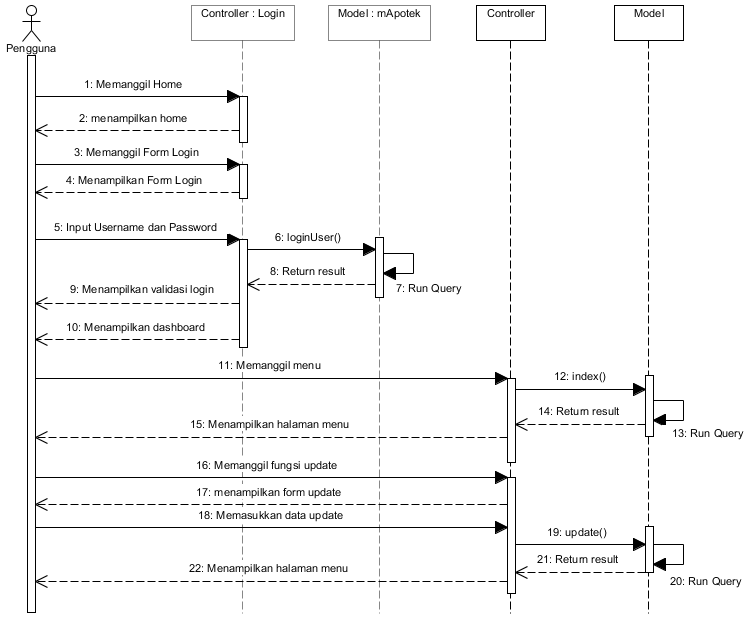 Pengguna
Controller : Login
Model : mApotek
Controller
Model
1: Memanggil Home
2: menampilkan home
3: Memanggil Form Login
4: Menampilkan Form Login
5: Input Username dan Password
6: loginUser()
7: Run Query
8: Return result
9: Menampilkan validasi login
10: Menampilkan dashboard
11: Memanggil menu
12: index()
13: Run Query
14: Return result
15: Menampilkan halaman menu
16: Memanggil fungsi update
17: menampilkan form update
18: Memasukkan data update
19: update()
20: Run Query
21: Return result
22: Menampilkan halaman menu